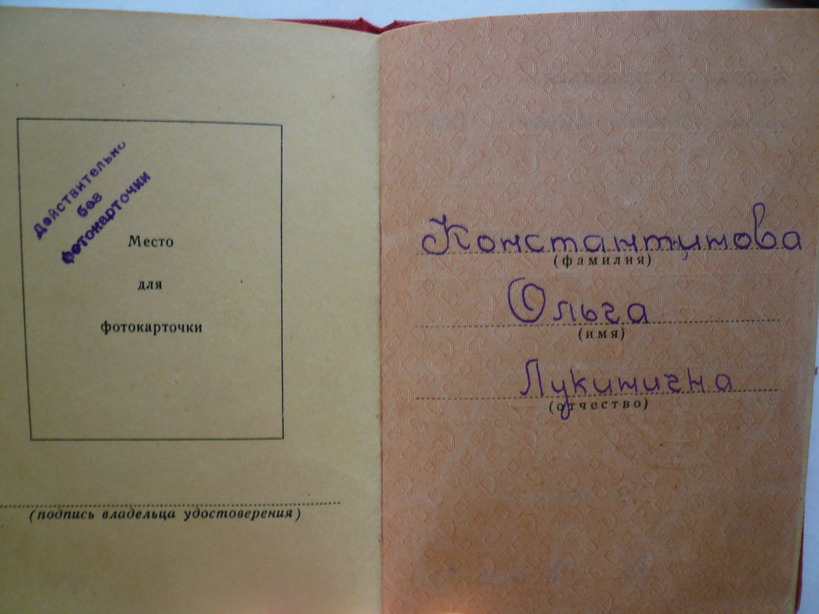 Действительно
без
фотокарточки
Место
для
фотокарточки
(подпись владельца удостоверения)
Константинова
(фамилия)
Ольга
(имя)
Лукинична
(отчество)